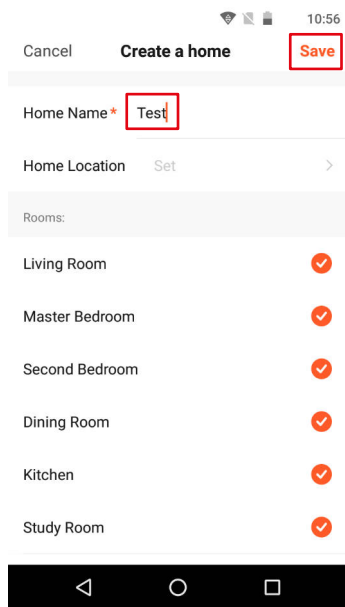 10:56
Cancel Create a home Save
Home Name* Test
Home Location Set
Rooms:
Living Room
Master Bedroom
Second Bedroom
Dining Room
Kitchen
Study Room